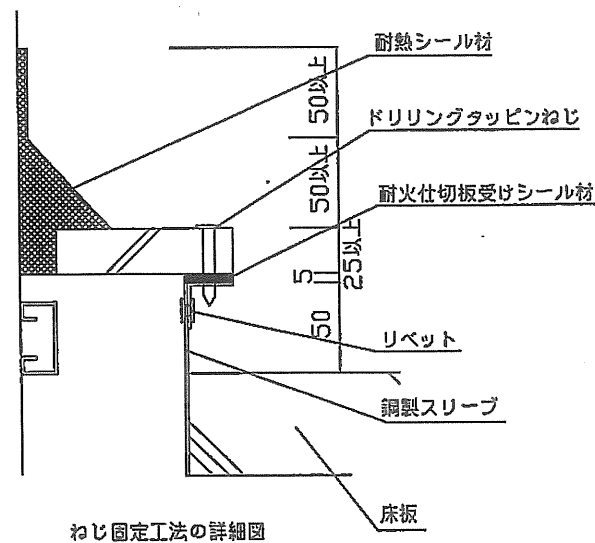 耐熱シール材
50以上
ドリリングタッピンねじ
50以上
耐火仕切板受けシール材
25以上
5
50
リベット
鋼製スリーブ
床板
ねじ固定工法の詳細図